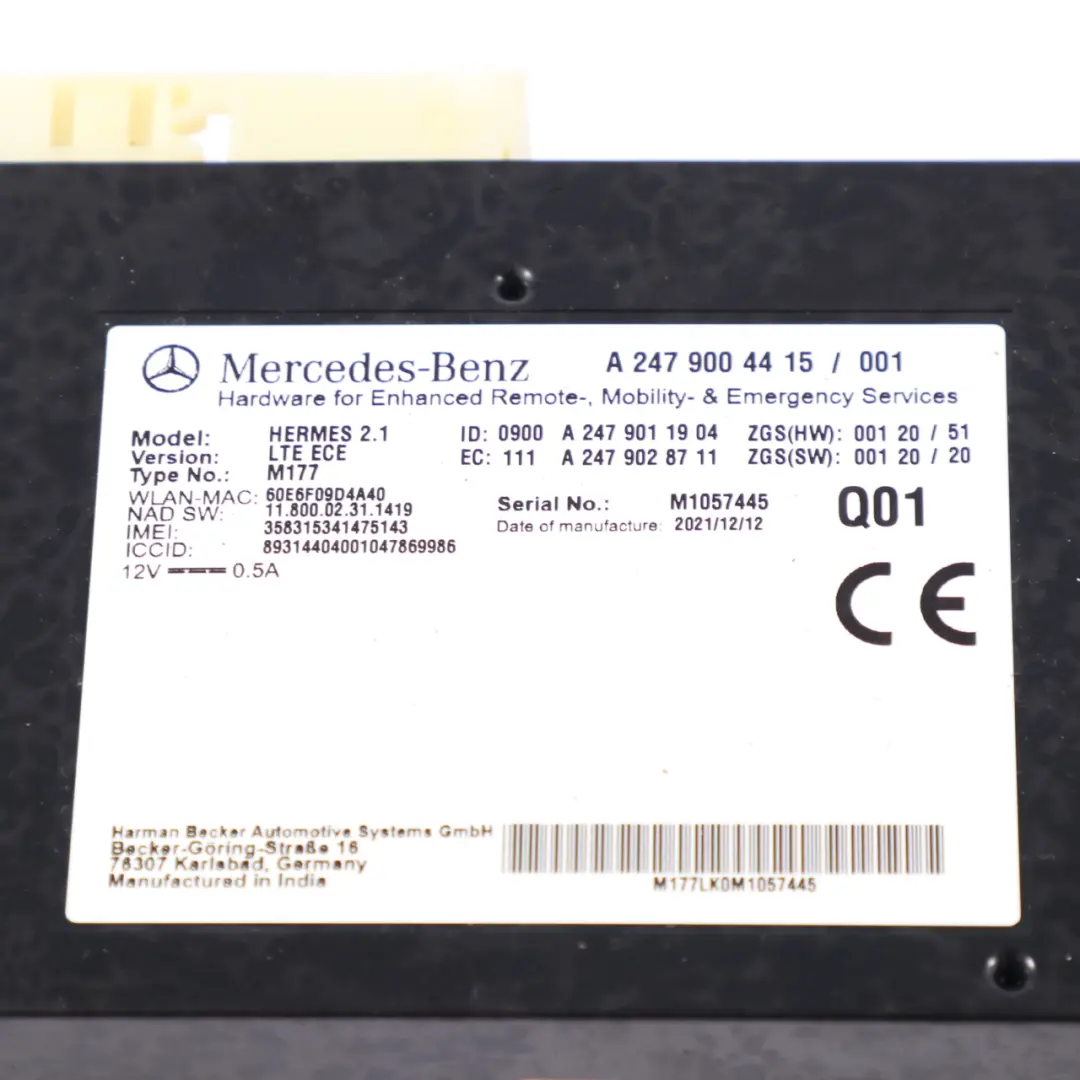 Mercedes-Benz A 247 900 44 15 / 001
Hardware for Enhanced Remote-, Mobility- & Emergency Services
Model: HERMES 2.1 ID: 0900 A 247 901 19 04 ZGS(HW): 001 20 / 51
Version: LTE ECE EC: 111 A 247 902 87 11 ZGS(SW): 001 20 / 20
Type No.: M177
WLAN-MAC: 60E6F09D4A40 Serial No.: M1057445 Q01
NAD SW: 11.800.02.31.1419 Date of manufacture: 2021/12/12
IMEI: 358315341475143
ICCID: 89314404001047869986
12V 0.5A
CE
Harman Becker Automotive Systems GmbH
Becker-Göring-Straße 16
76307 Karlsbad, Germany
Manufactured in India
M177LK0M1057445